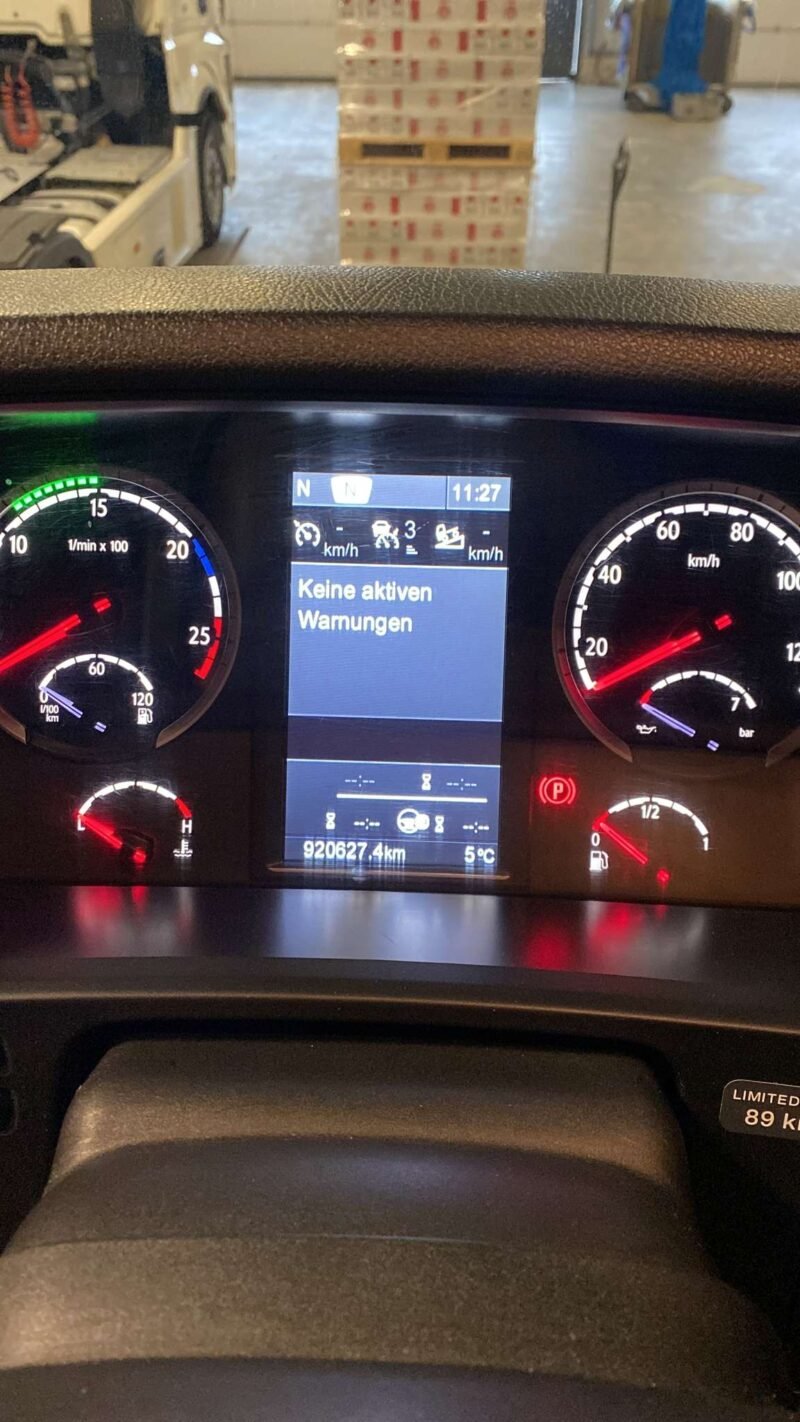 N N 11:27
- km/h 3 - km/h
Keine aktiven
Warnungen
--:-- --:--
--:-- --:--
920627,4km 5°C
10 15 20 25
1/min x 100
0 60 120
l/100
km
L H
20 40 60 80 100 12
km/h
7
bar
P
0 1/2 1
LIMITED
89 k